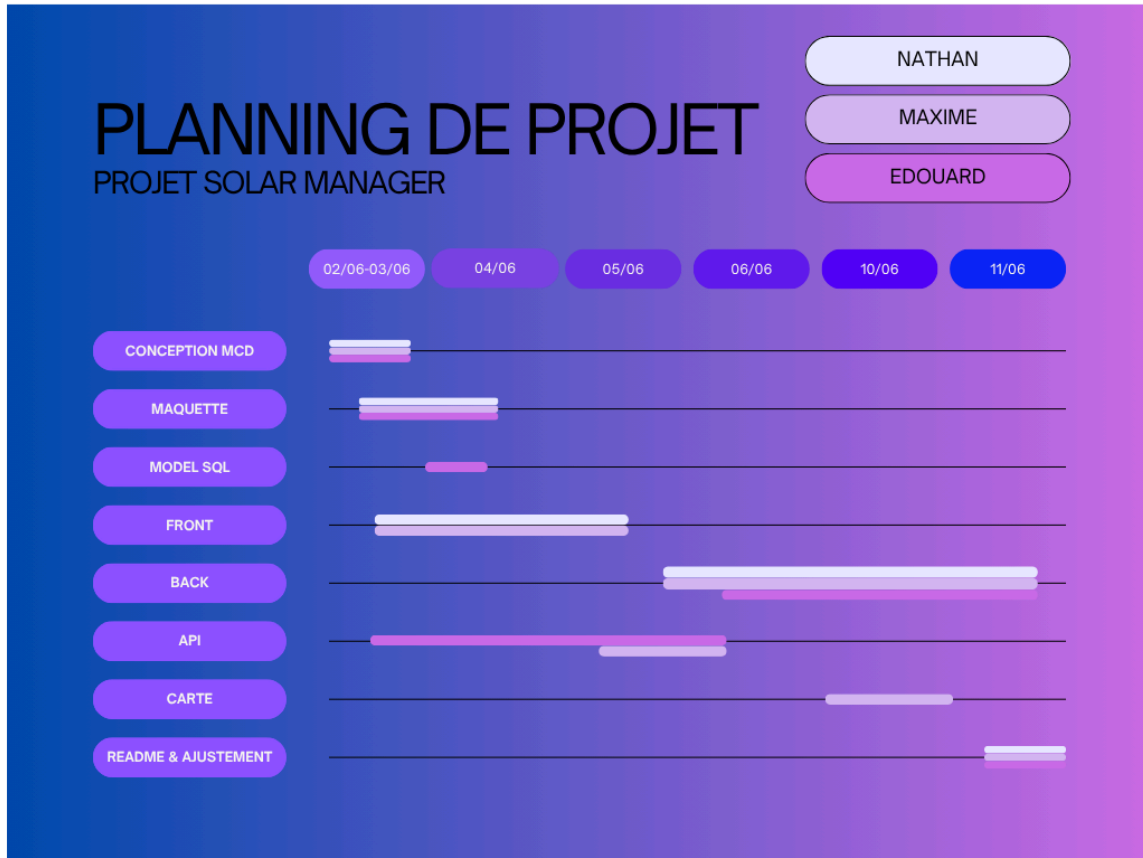 NATHAN
MAXIME
EDOUARD
PLANNING DE PROJET
PROJET SOLAR MANAGER
02/06-03/06
04/06
05/06
06/06
10/06
11/06
CONCEPTION MCD
MAQUETTE
MODEL SQL
FRONT
BACK
API
CARTE
README & AJUSTEMENT